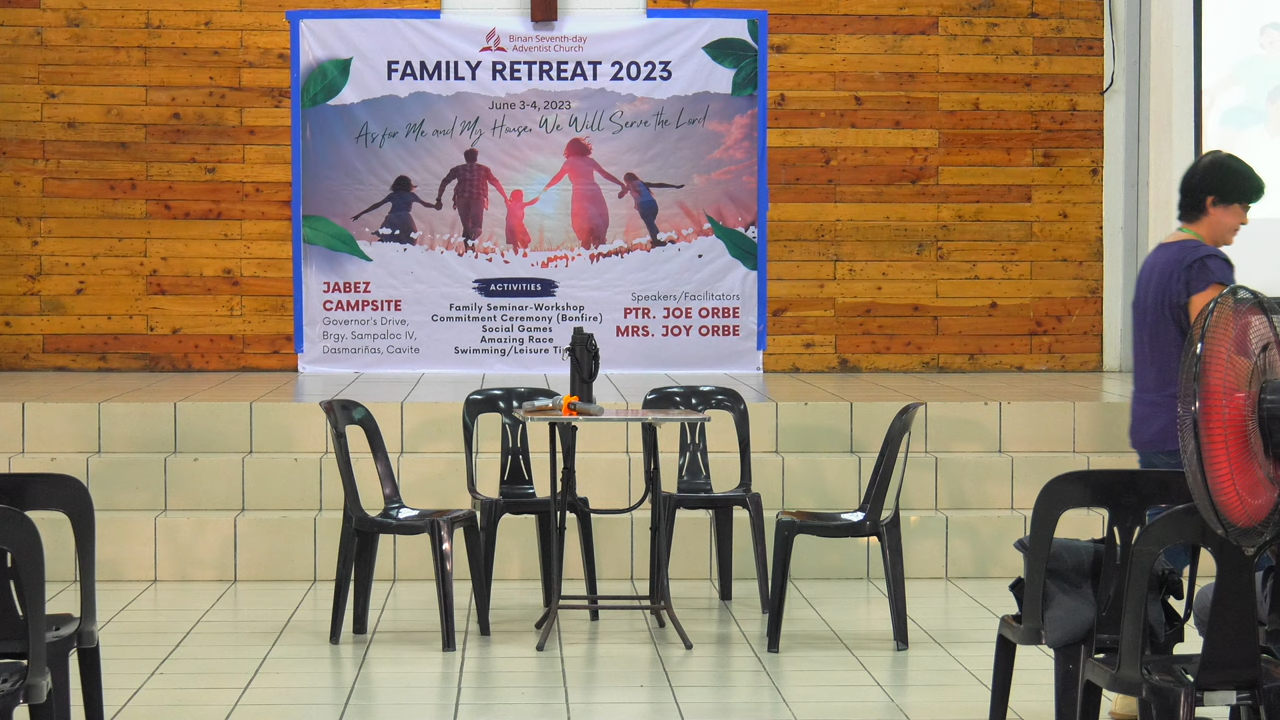 Binan Seventh-day
Adventist Church
FAMILY RETREAT 2023
June 3-4, 2023
As for Me and My House, We Will Serve the Lord
JABEZ
CAMPSITE
Governor's Drive,
Brgy. Sampaloc IV,
Dasmariñas, Cavite
ACTIVITIES
Family Seminar-Workshop
Commitment Ceremony (Bonfire)
Social Games
Amazing Race
Swimming/Leisure
Speakers/Facilitators
PTR. JOE ORBE
MRS. JOY ORBE